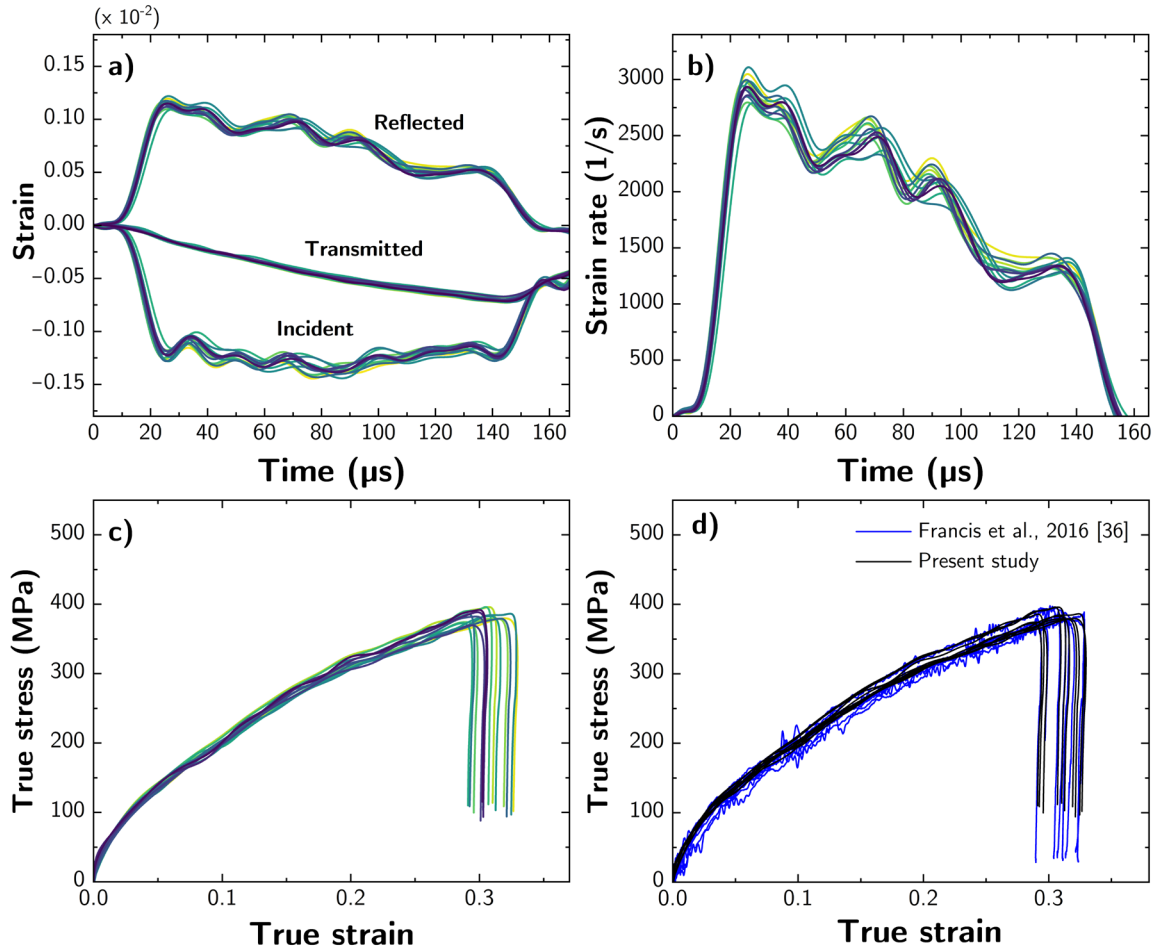 (× 10⁻²)
a)
0.15
0.10
0.05
0.00
−0.05
−0.10
−0.15
Strain
Reflected
Transmitted
Incident
0 20 40 60 80 100 120 140 160
Time (µs)
b)
3000
2500
2000
1500
1000
500
0
Strain rate (1/s)
0 20 40 60 80 100 120 140 160
Time (µs)
c)
500
400
300
200
100
0
True stress (MPa)
0.0 0.1 0.2 0.3
True strain
d)
Francis et al., 2016 [36]
Present study
500
400
300
200
100
0
True stress (MPa)
0.0 0.1 0.2 0.3
True strain